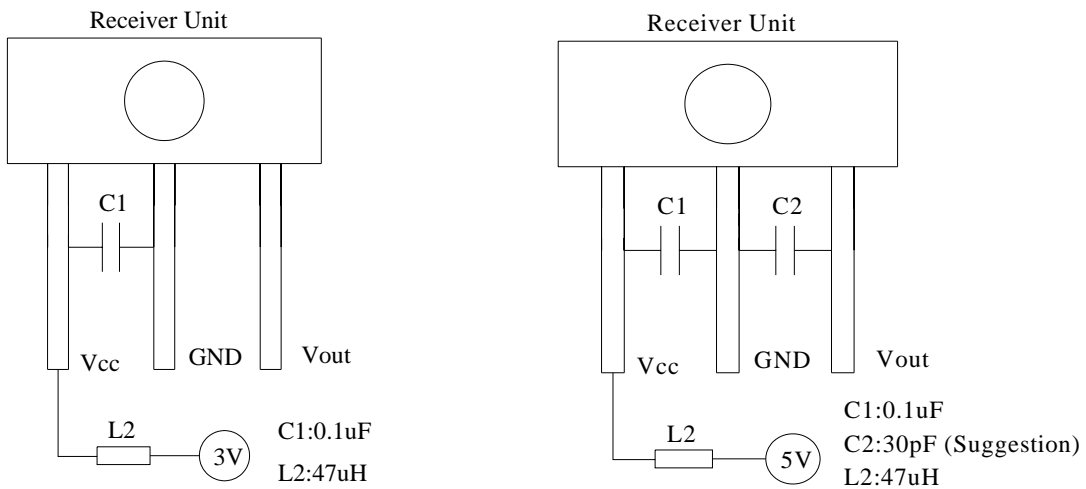 Receiver Unit
C1
Vcc
GND
Vout
L2
3V
C1:0.1uF
L2:47uH
Receiver Unit
C1
C2
Vcc
GND
Vout
L2
5V
C1:0.1uF
C2:30pF (Suggestion)
L2:47uH